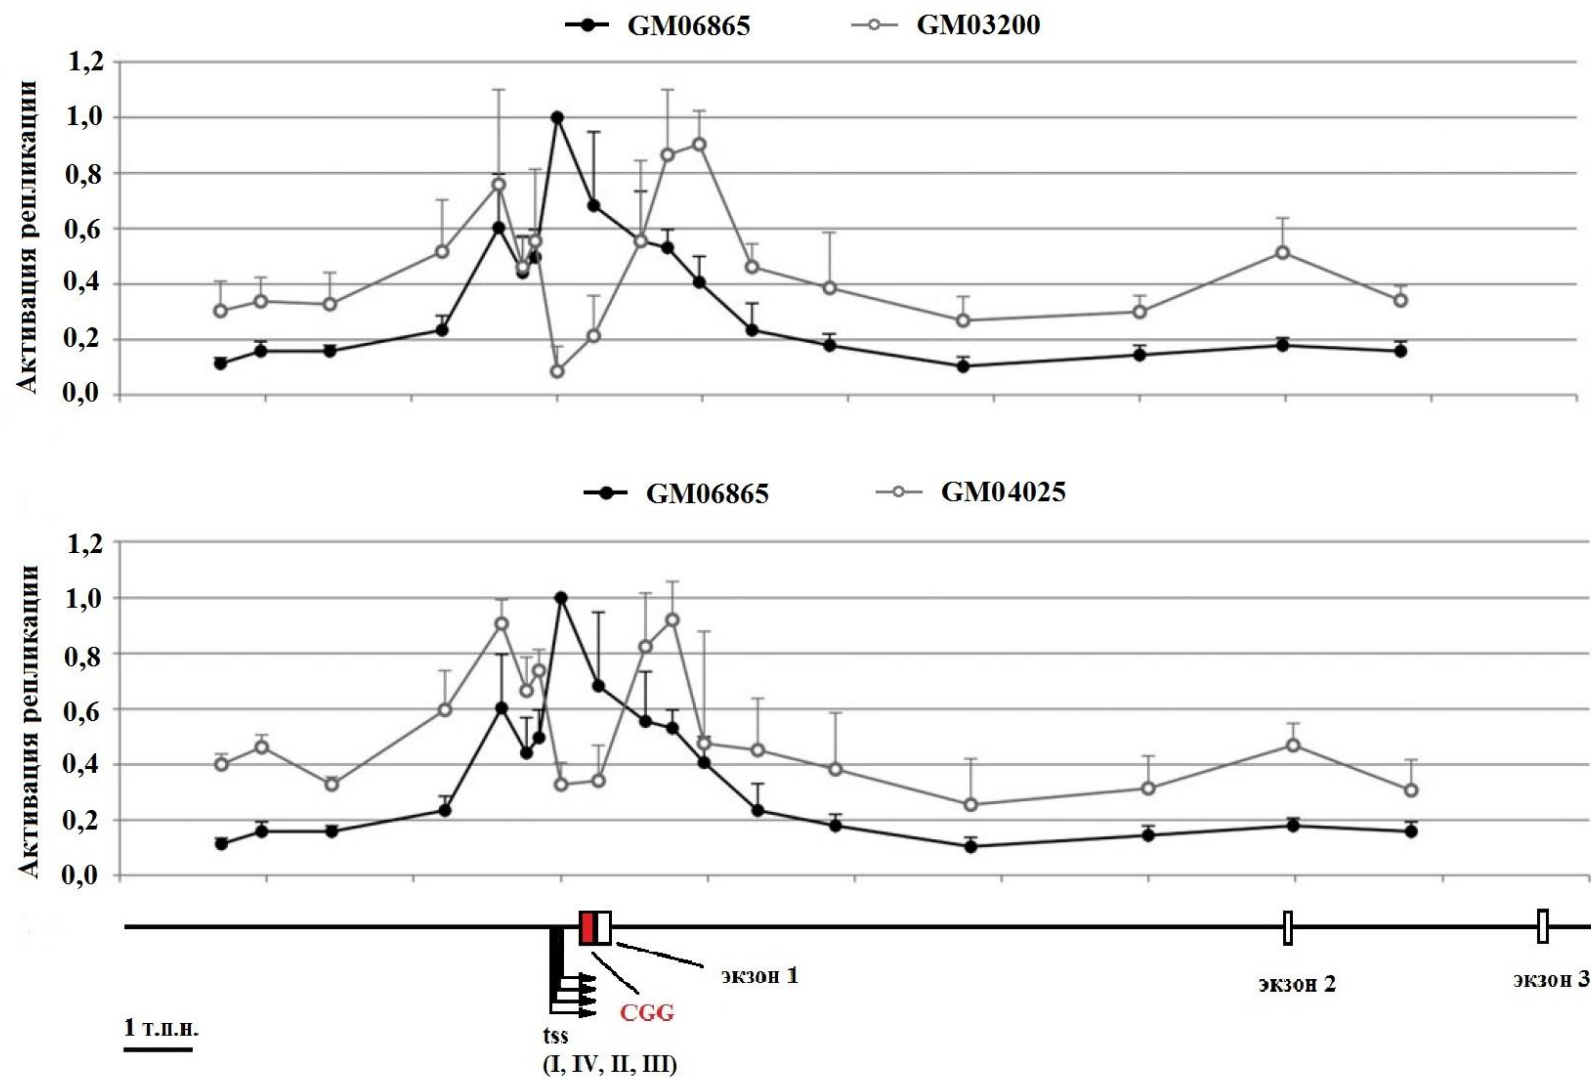 GM06865 GM03200
Активация репликации
1,2
1,0
0,8
0,6
0,4
0,2
0,0
GM06865 GM04025
Активация репликации
1,2
1,0
0,8
0,6
0,4
0,2
0,0
экзон 1
экзон 2
экзон 3
CGG
1 т.п.н.
tss
(I, IV, II, III)